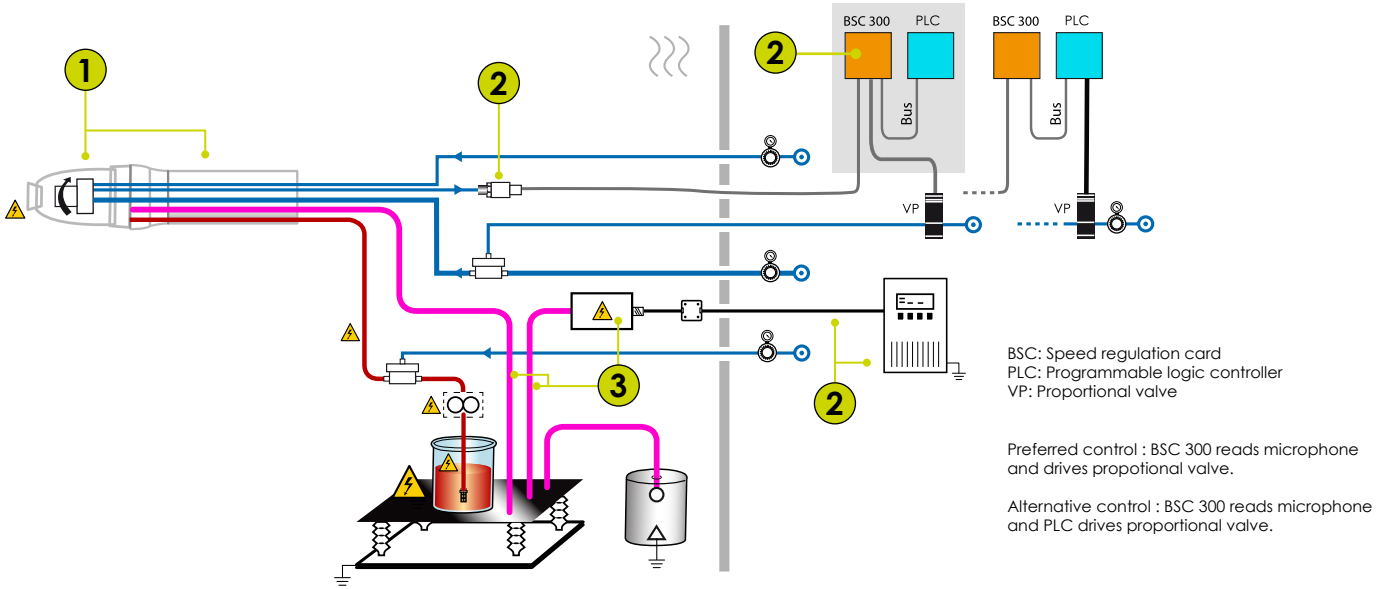 BSC 300
PLC
BSC 300
PLC
1
2
2
Bus
Bus
VP
VP
3
2
BSC: Speed regulation card
PLC: Programmable logic controller
VP: Proportional valve
Preferred control : BSC 300 reads microphone
and drives propotional valve.
Alternative control : BSC 300 reads microphone
and PLC drives proportional valve.